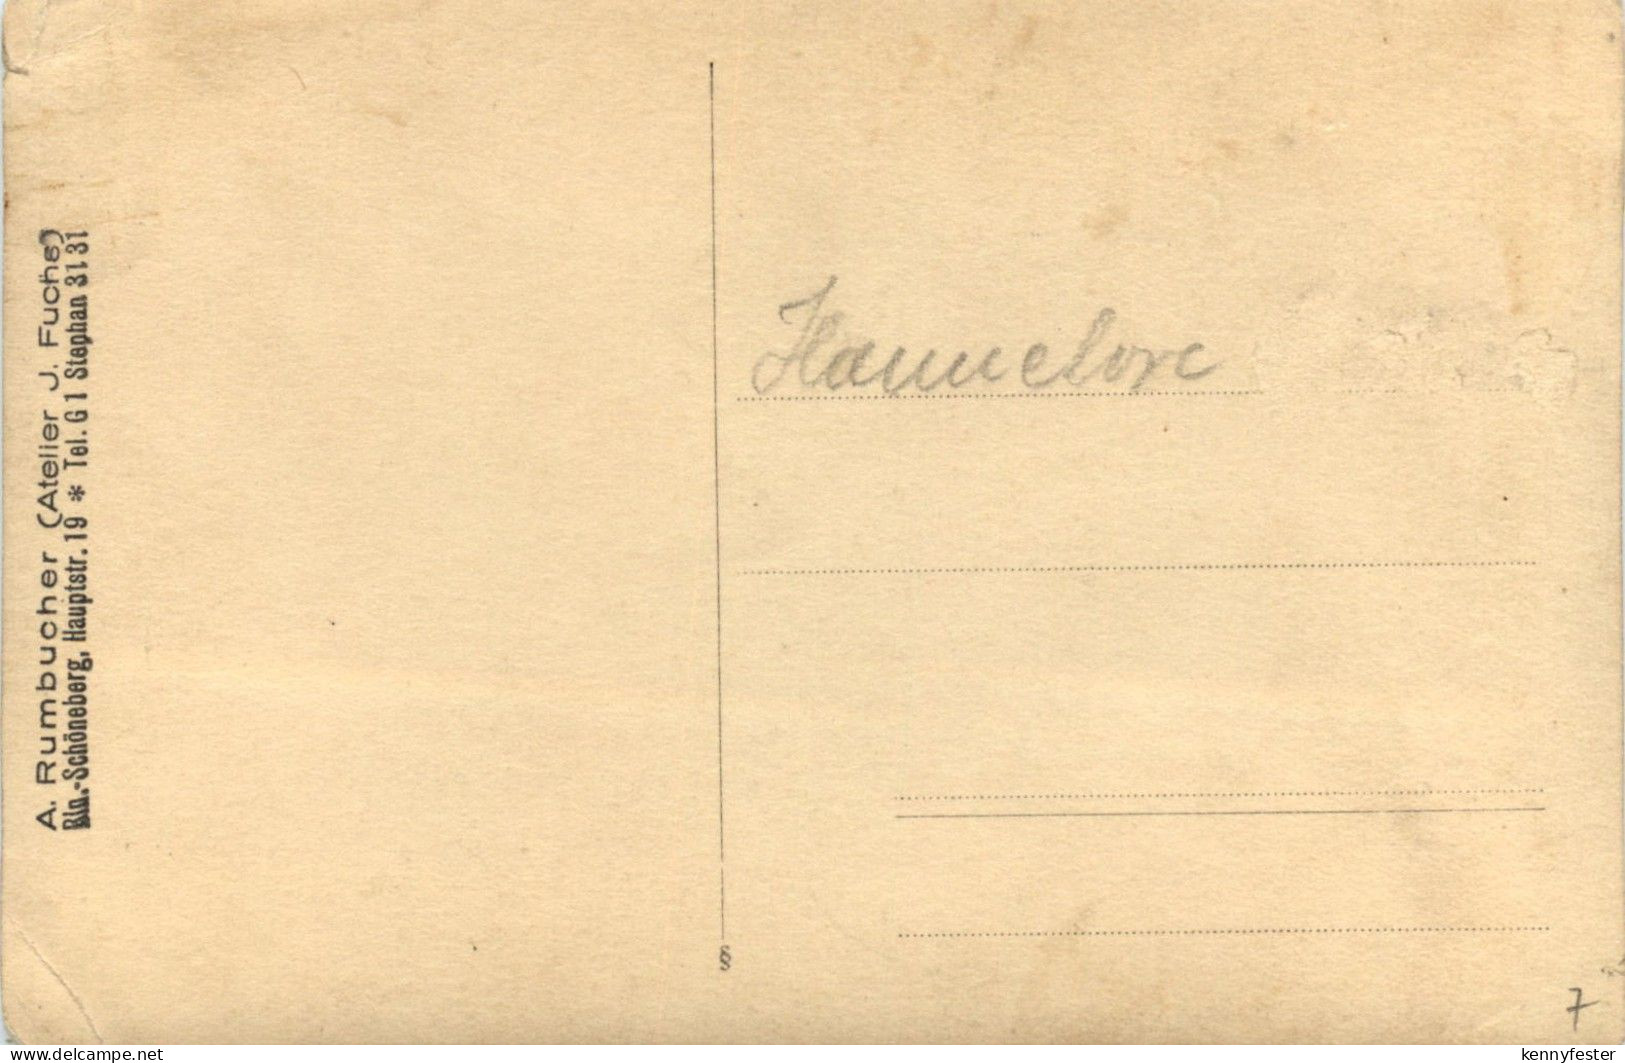 A. Rumbucher (Atelier J. Fuchs)
Bln.-Schöneberg, Hauptstr. 19 * Tel. G 1 Stephan 31 31
Hannelore
§
7
www.delcampe.net
kennyfester